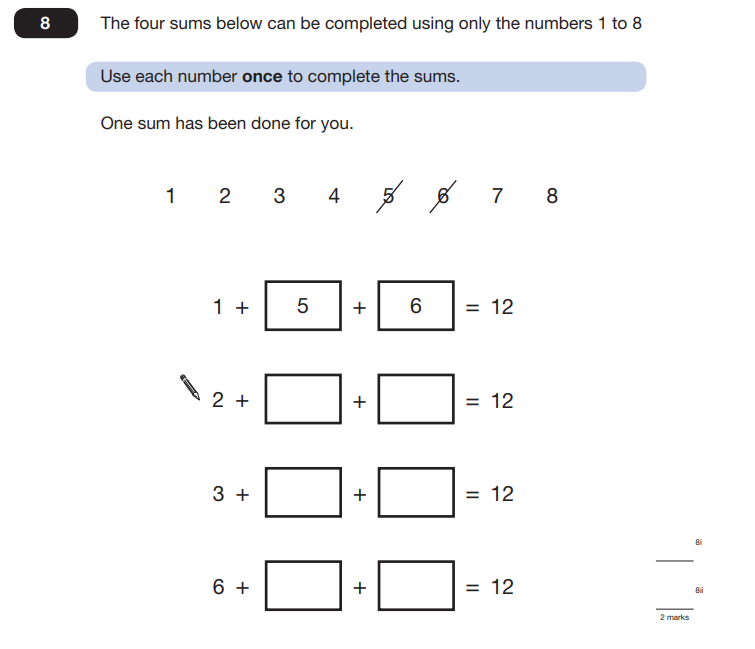 8
The four sums below can be completed using only the numbers 1 to 8
Use each number once to complete the sums.
One sum has been done for you.
1 2 3 4 5 6 7 8
1 + 5 + 6 = 12
2 + + = 12
3 + + = 12
6 + + = 12
8i
8ii
2 marks